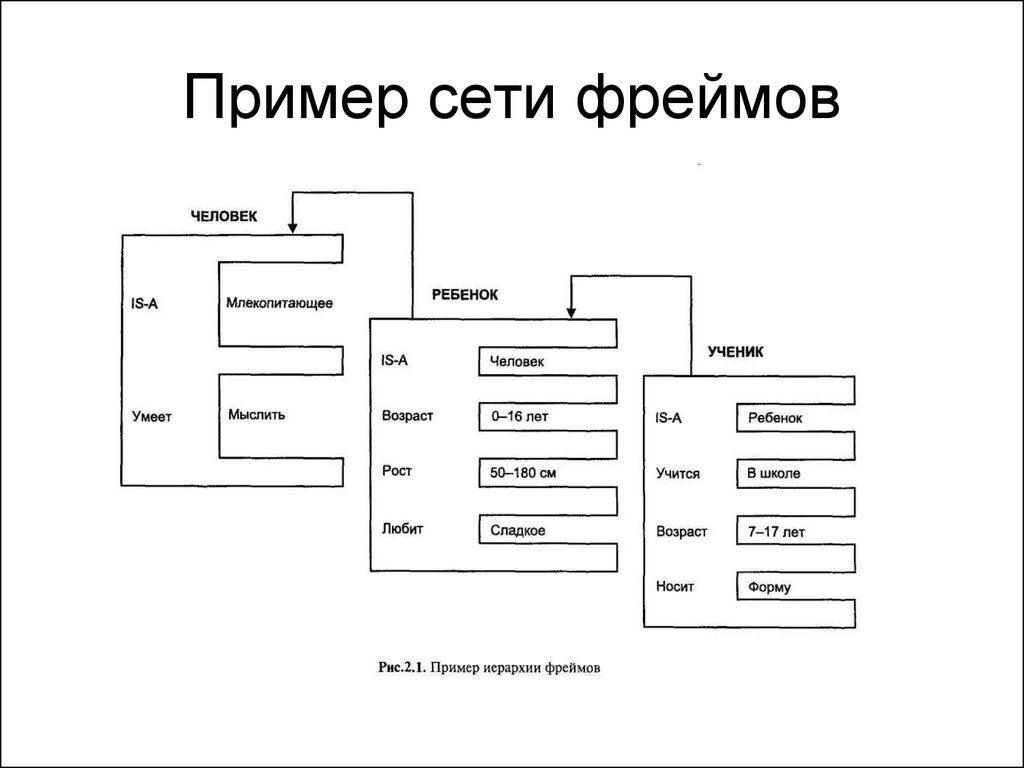 Пример сети фреймов
ЧЕЛОВЕК
IS-A Млекопитающее
Умеет Мыслить
РЕБЕНОК
IS-A Человек
Возраст 0–16 лет
Рост 50–180 см
Любит Сладкое
УЧЕНИК
IS-A Ребенок
Учится В школе
Возраст 7–17 лет
Носит Форму
Рис.2.1. Пример иерархии фреймов